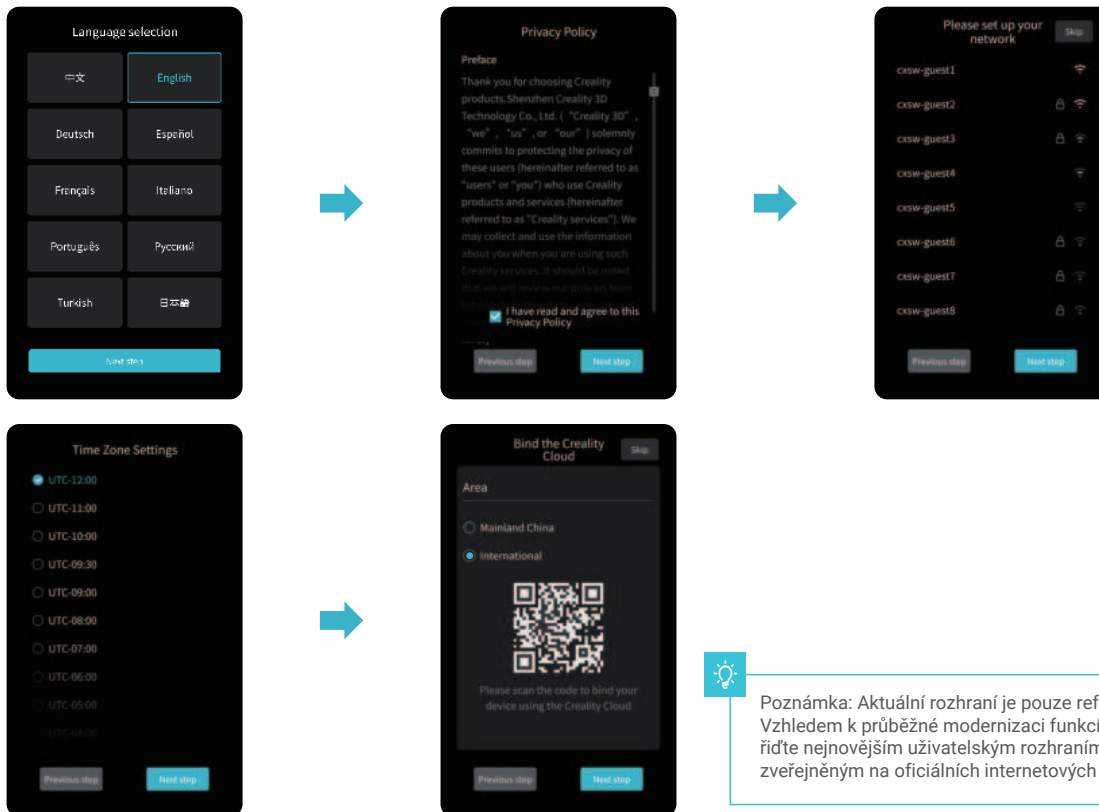 Language selection
中文
English
Deutsch
Español
Français
Italiano
Português
Русский
Turkish
日本語
Next step
Privacy Policy
Preface
Thank you for choosing Creality
products.Shenzhen Creality 3D
Technology Co., Ltd. ( “Creality 3D” ,
“we” , “us” , or “our” ) solemnly
commits to protecting the privacy of
these users (hereinafter referred to as
"users" or "you") who use Creality
products and services (hereinafter
referred to as "Creality services"). We
may collect and use the information
about you when you are using such
Creality services. It should be noted
that we will review our policies from
I have read and agree to this
Privacy Policy
Previous step
Next step
Please set up your
network
Skip
cxsw-guest1
cxsw-guest2
cxsw-guest3
cxsw-guest4
cxsw-guest5
cxsw-guest6
cxsw-guest7
cxsw-guest8
Previous step
Next step
Time Zone Settings
UTC-12:00
UTC-11:00
UTC-10:00
UTC-09:30
UTC-09:00
UTC-08:00
UTC-07:00
UTC-06:00
UTC-05:00
UTC-04:30
Previous step
Next step
Bind the Creality
Cloud
Skip
Area
Mainland China
International
Please scan the code to bind your
device using the Creality Cloud
Previous step
Next step
Poznámka: Aktuální rozhraní je pouze ref
Vzhledem k průběžné modernizaci funkcí
řiďte nejnovějším uživatelským rozhraním
zveřejněným na oficiálních internetových